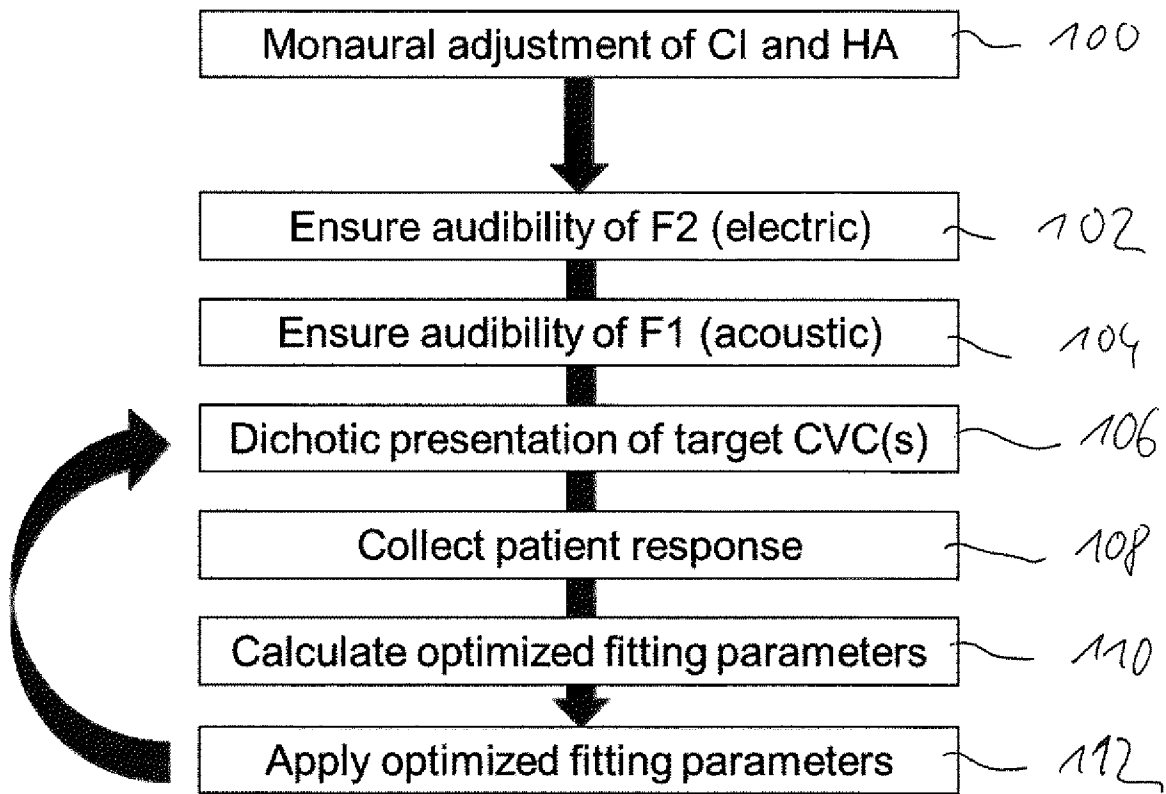 Monaural adjustment of CI and HA 100
Ensure audibility of F2 (electric) 102
Ensure audibility of F1 (acoustic) 104
Dichotic presentation of target CVC(s) 106
Collect patient response 108
Calculate optimized fitting parameters 110
Apply optimized fitting parameters 112